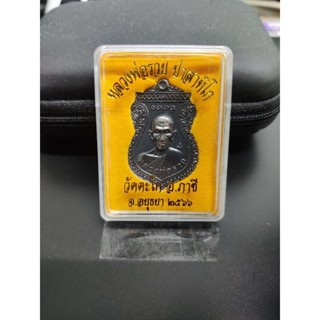 หลวงพ่อรวย ปาสาทิโก
วัดตะโก อ.ภาชี
จ.อยุธยา ๒๕๖๖